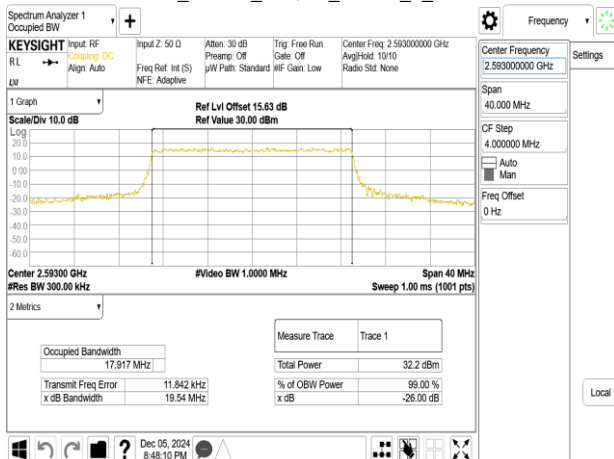 Spectrum Analyzer 1
Occupied BW
Frequency
KEYSIGHT
RL
Input: RF
Coupling: DC
Align: Auto
Input Z: 50 Ω
Freq Ref: Int (S)
NFE: Adaptive
Atten: 30 dB
Preamp: Off
µW Path: Standard
Trig: Free Run
Gate: Off
#IF Gain: Low
Center Freq: 2.593000000 GHz
Avg|Hold: 10/10
Radio Std: None
LXI
Center Frequency
2.593000000 GHz
Settings
Span
40.000 MHz
CF Step
4.000000 MHz
Auto
Man
Freq Offset
0 Hz
Local
1 Graph
Scale/Div 10.0 dB
Ref Lvl Offset 15.63 dB
Ref Value 30.00 dBm
Log
20.0
10.0
0.00
-10.0
-20.0
-30.0
-40.0
-50.0
-60.0
Center 2.59300 GHz
#Video BW 1.0000 MHz
Span 40 MHz
#Res BW 300.00 kHz
Sweep 1.00 ms (1001 pts)
2 Metrics
Measure Trace Trace 1
Occupied Bandwidth
17.917 MHz
Total Power 32.2 dBm
Transmit Freq Error 11.842 kHz
% of OBW Power 99.00 %
x dB Bandwidth 19.54 MHz
x dB -26.00 dB
?
Dec 05, 2024
8:48:10 PM